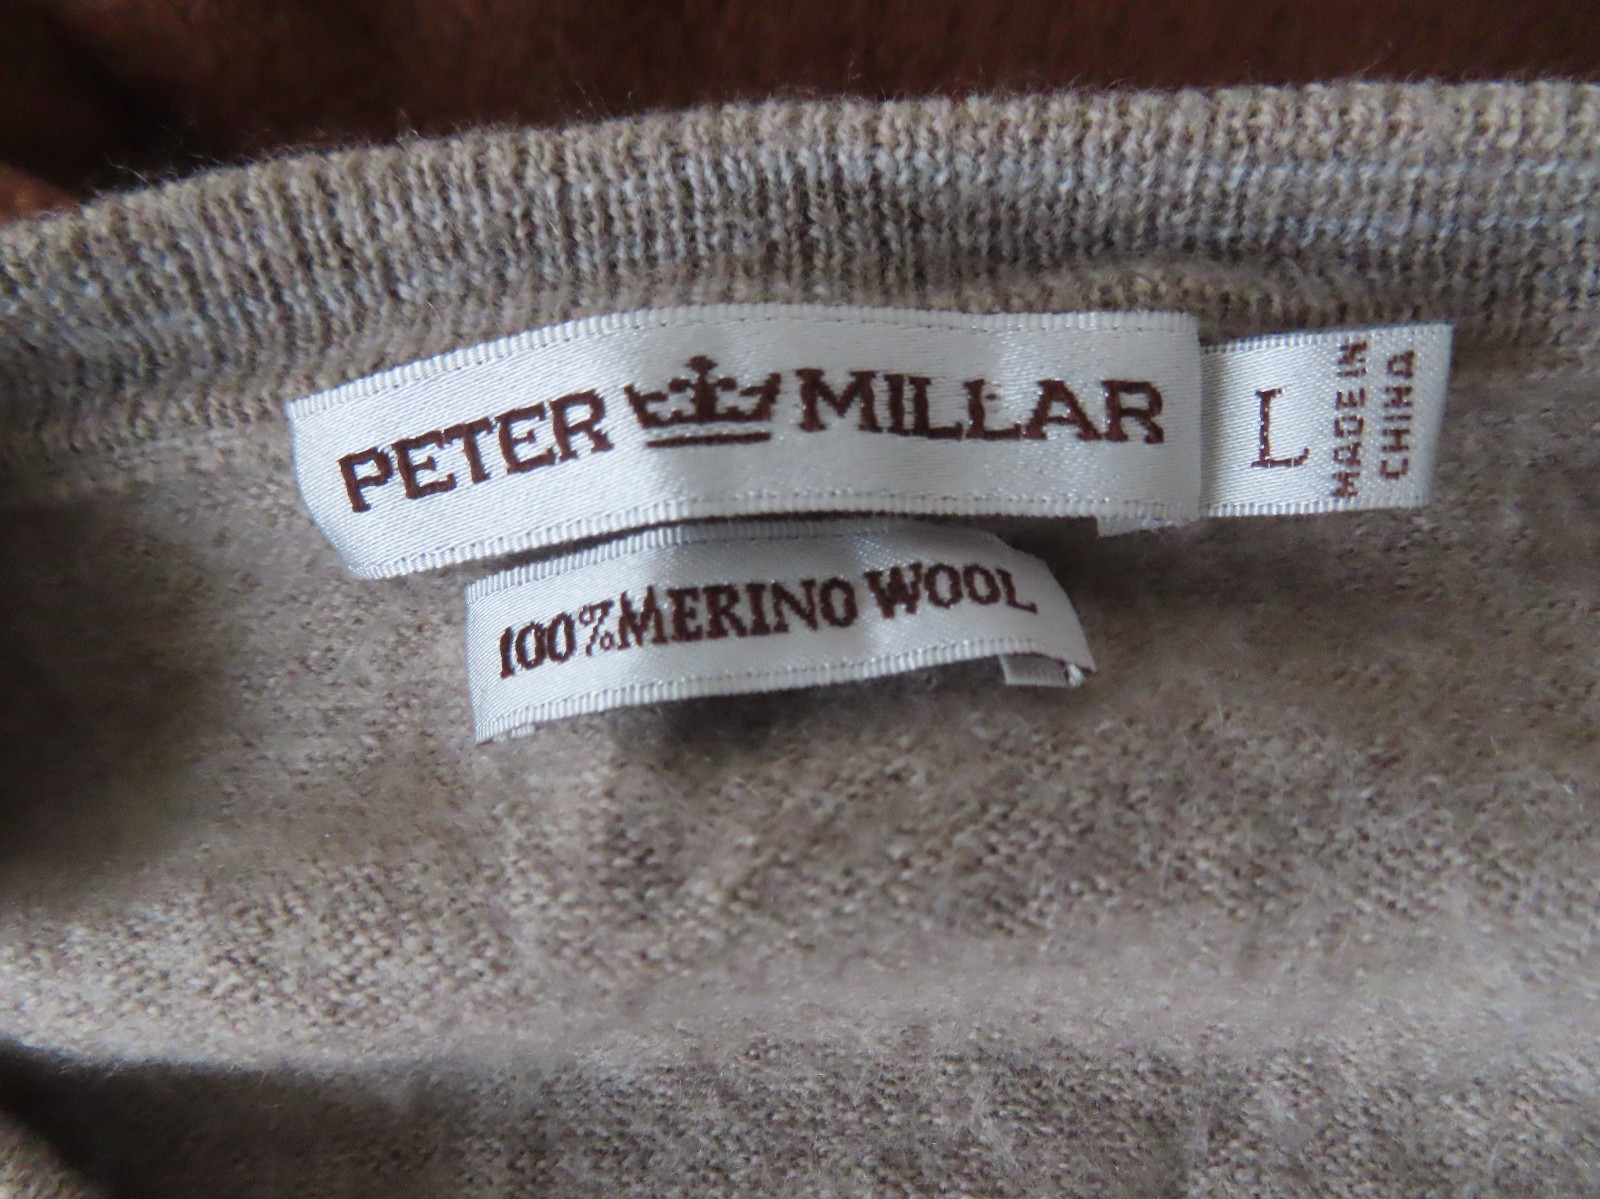 PETER MILLAR
L
MADE IN
CHINA
100% MERINO WOOL